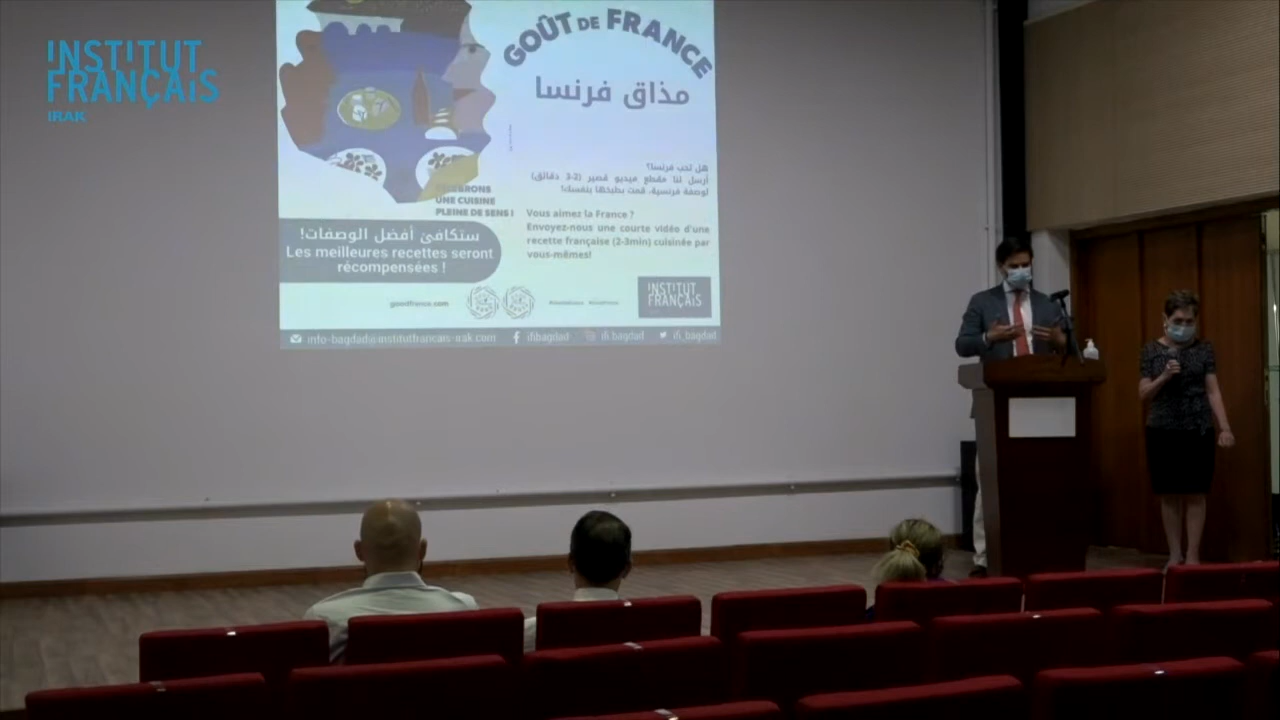 INSTITUT
FRANÇAIS
IRAK
GOÛT DE FRANCE
مذاق فرنسا
هل تحب فرنسا؟
أرسل لنا مقطع فيديو قصير (2-3 دقائق)
لوصفة فرنسية، قمت بطبخها بنفسك!
UNE CUISINE
PLEINE DE SENS !
Vous aimez la France ?
Envoyez-nous une courte vidéo d'une
recette française (2-3min) cuisinée par
vous-mêmes!
ستكافئ أفضل الوصفات!
Les meilleures recettes seront
récompensées !
goodfrance.com
INSTITUT
FRANÇAIS
info-bagdad@institutfrancais-irak.com
ifibagdad
ifi.bagdad
ifi_bagdad